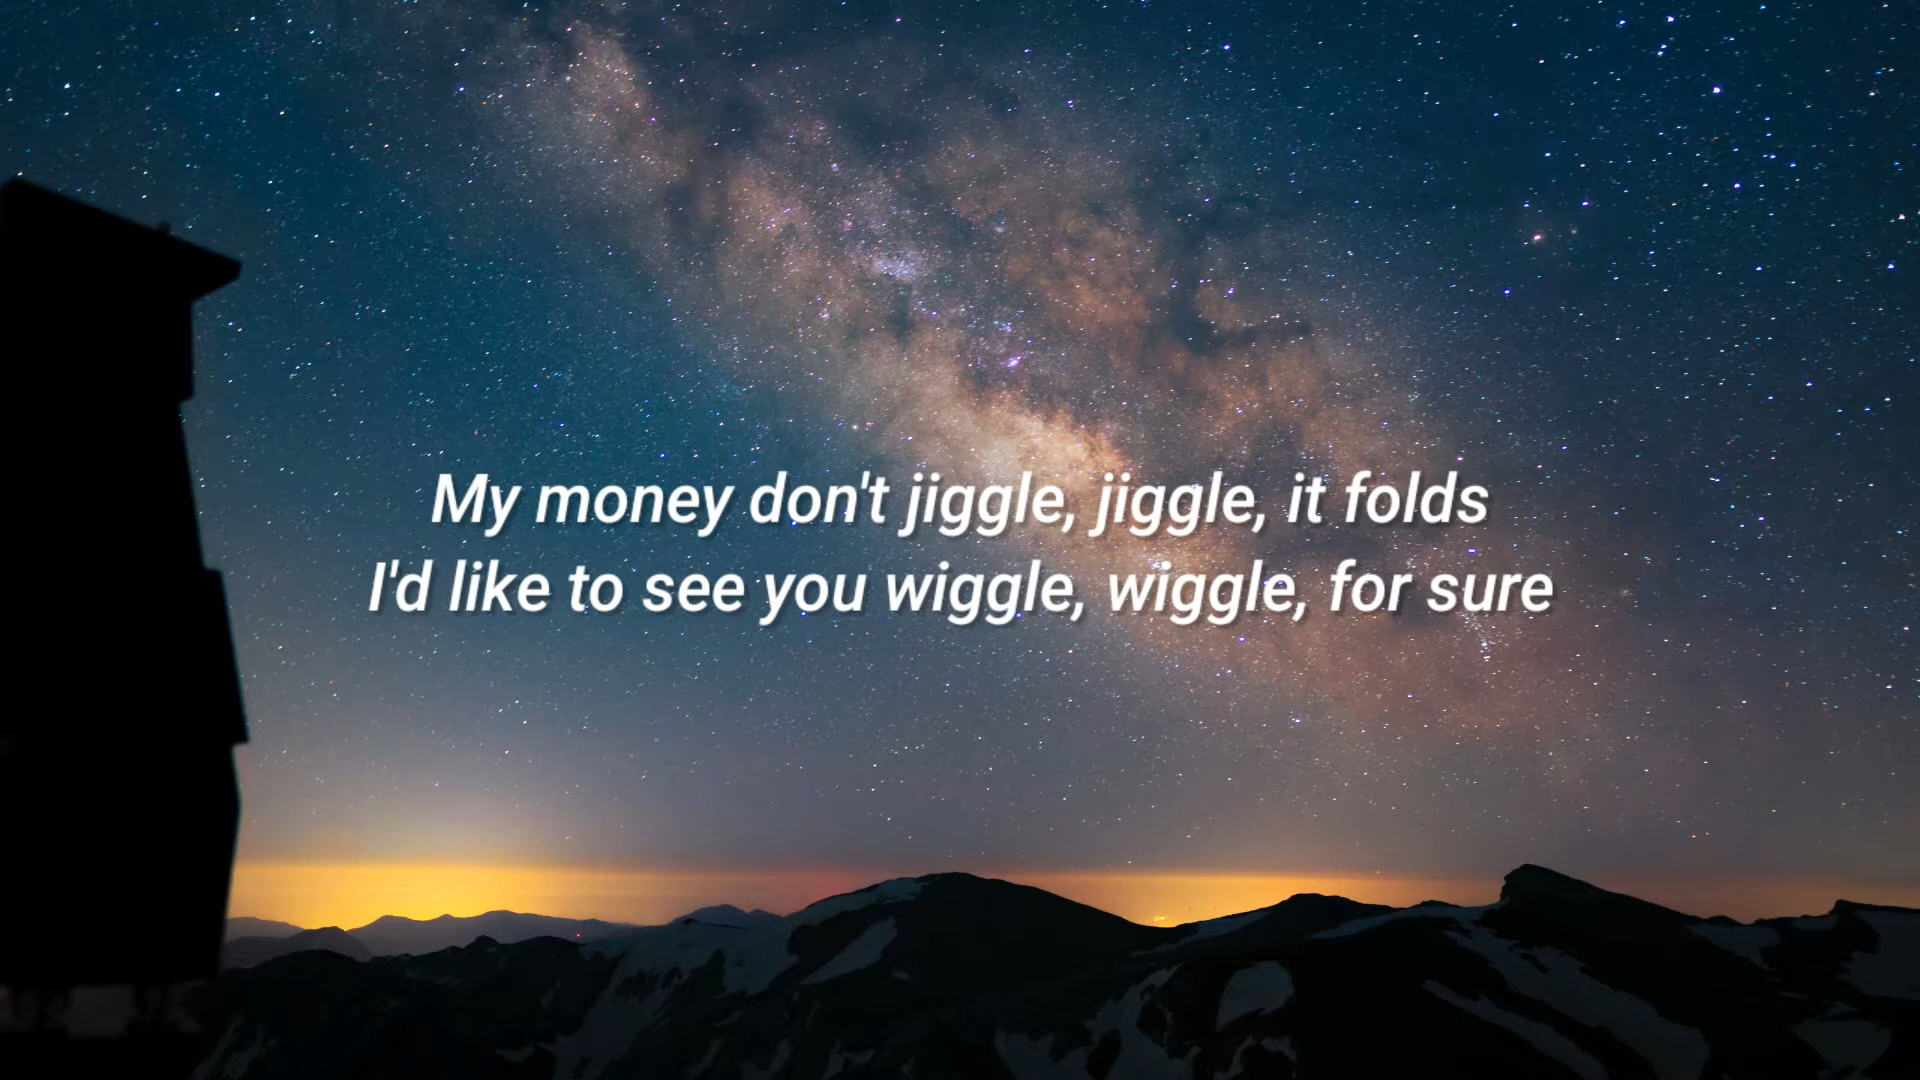 My money don't jiggle, jiggle, it folds
I'd like to see you wiggle, wiggle, for sure